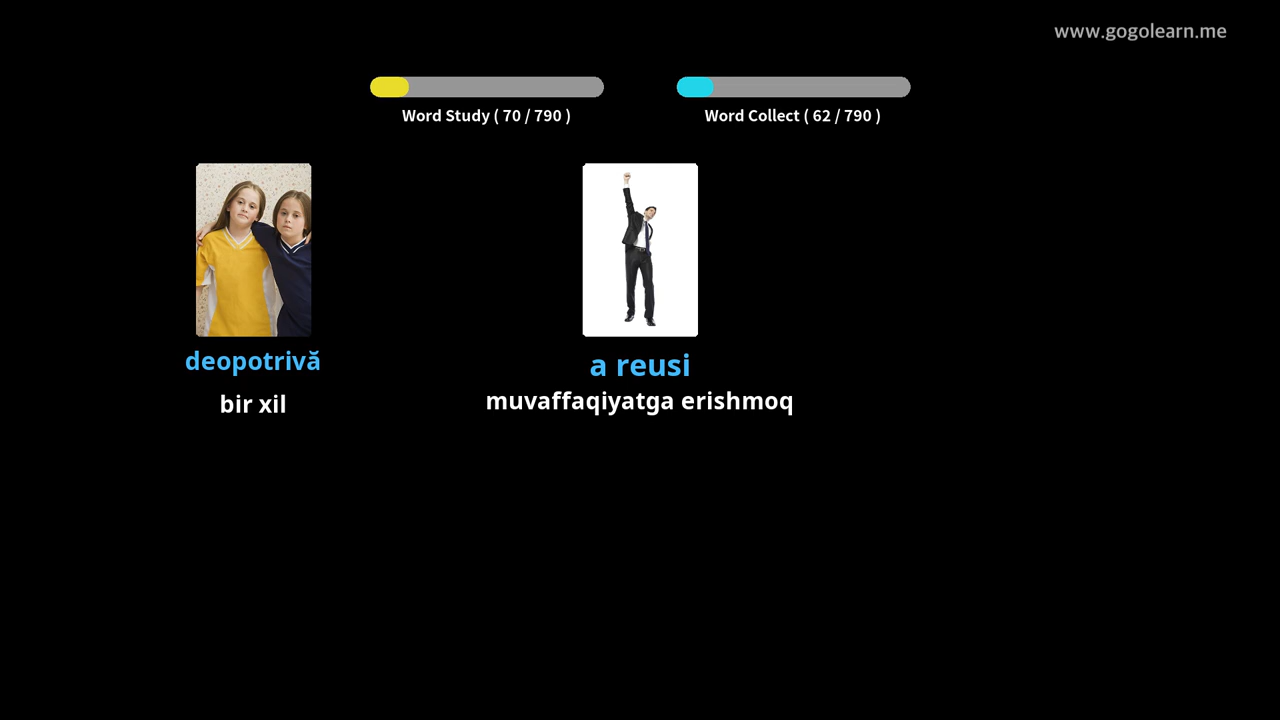 www.gogolearn.me
Word Study ( 70 / 790 )
Word Collect ( 62 / 790 )
deopotrivă
bir xil
a reusi
muvaffaqiyatga erishmoq